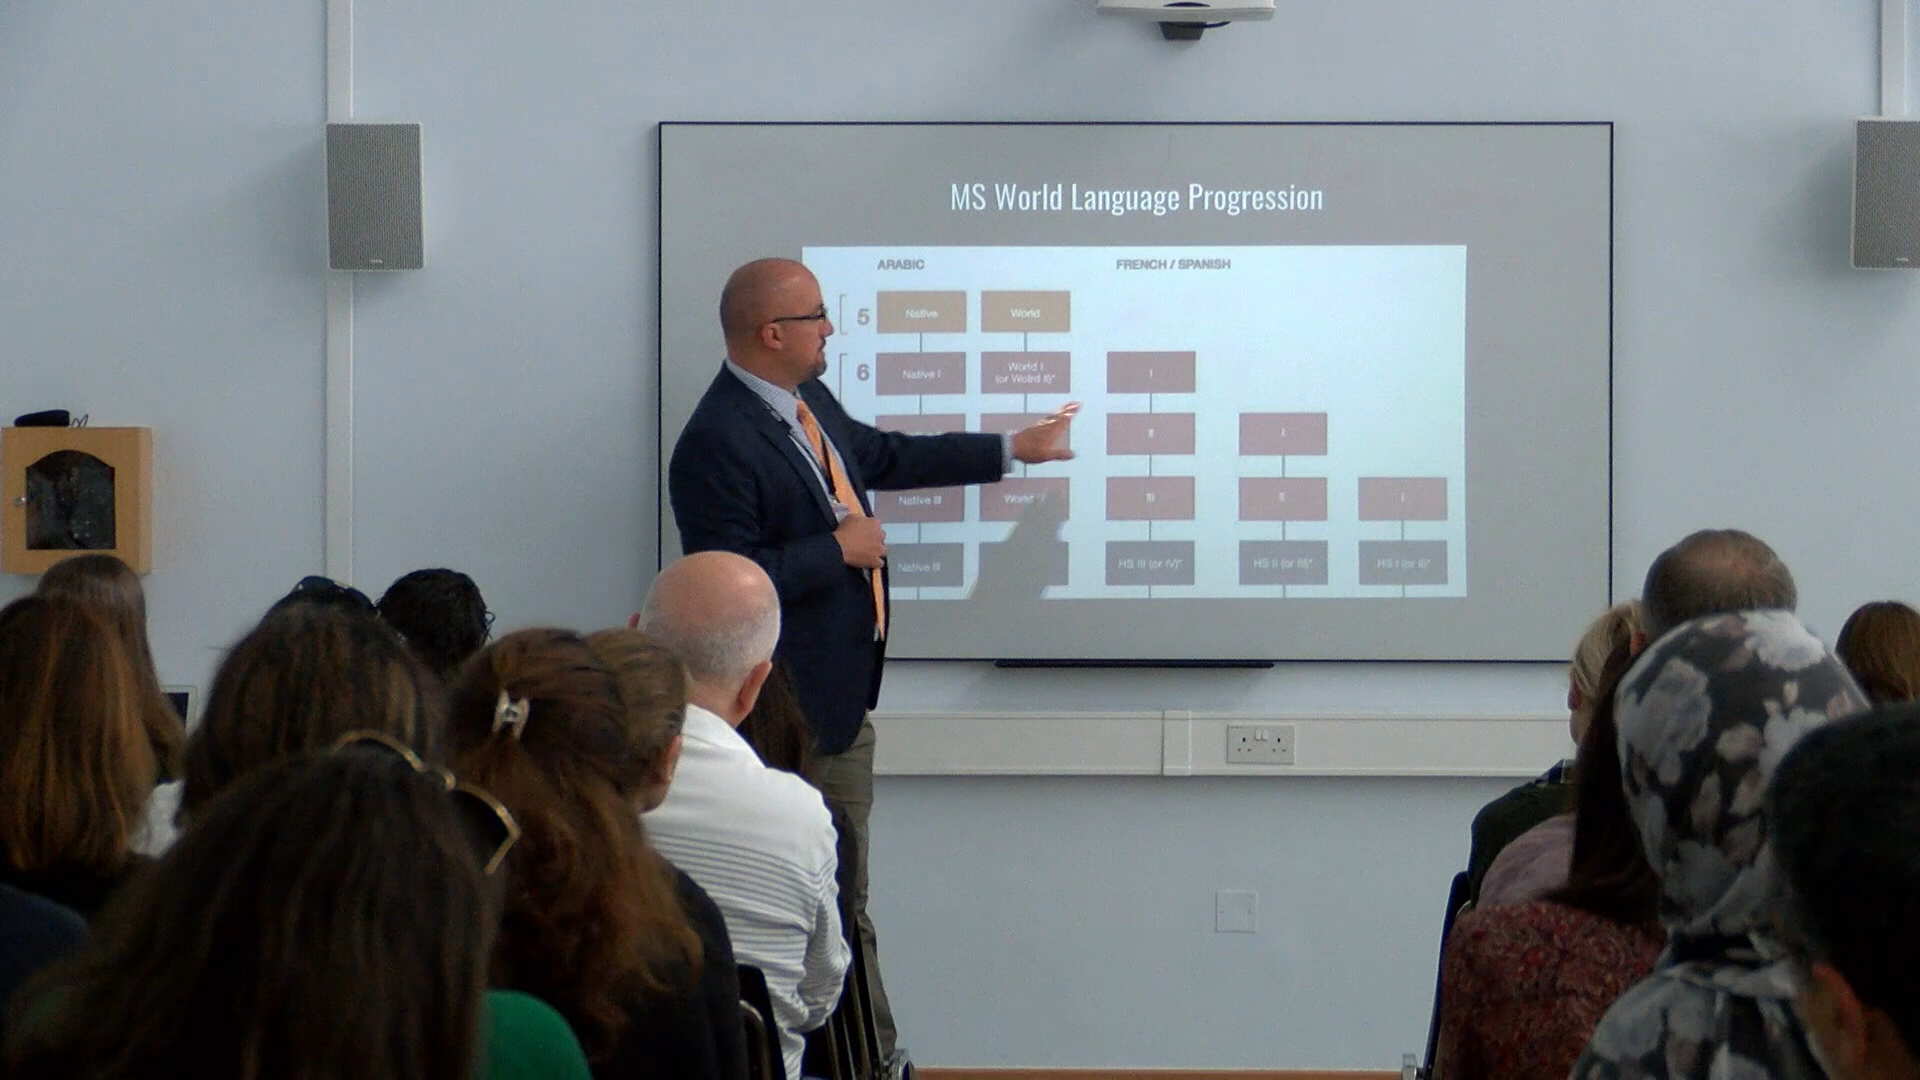 MS World Language Progression
ARABIC
FRENCH / SPANISH
5
Native
World
6
Native I
World I
(or Wolrd II)*
I
II
I
Native III
World
III
II
I
Native III
HS III (or IV)*
HS II (or III)*
HS I (or II)*